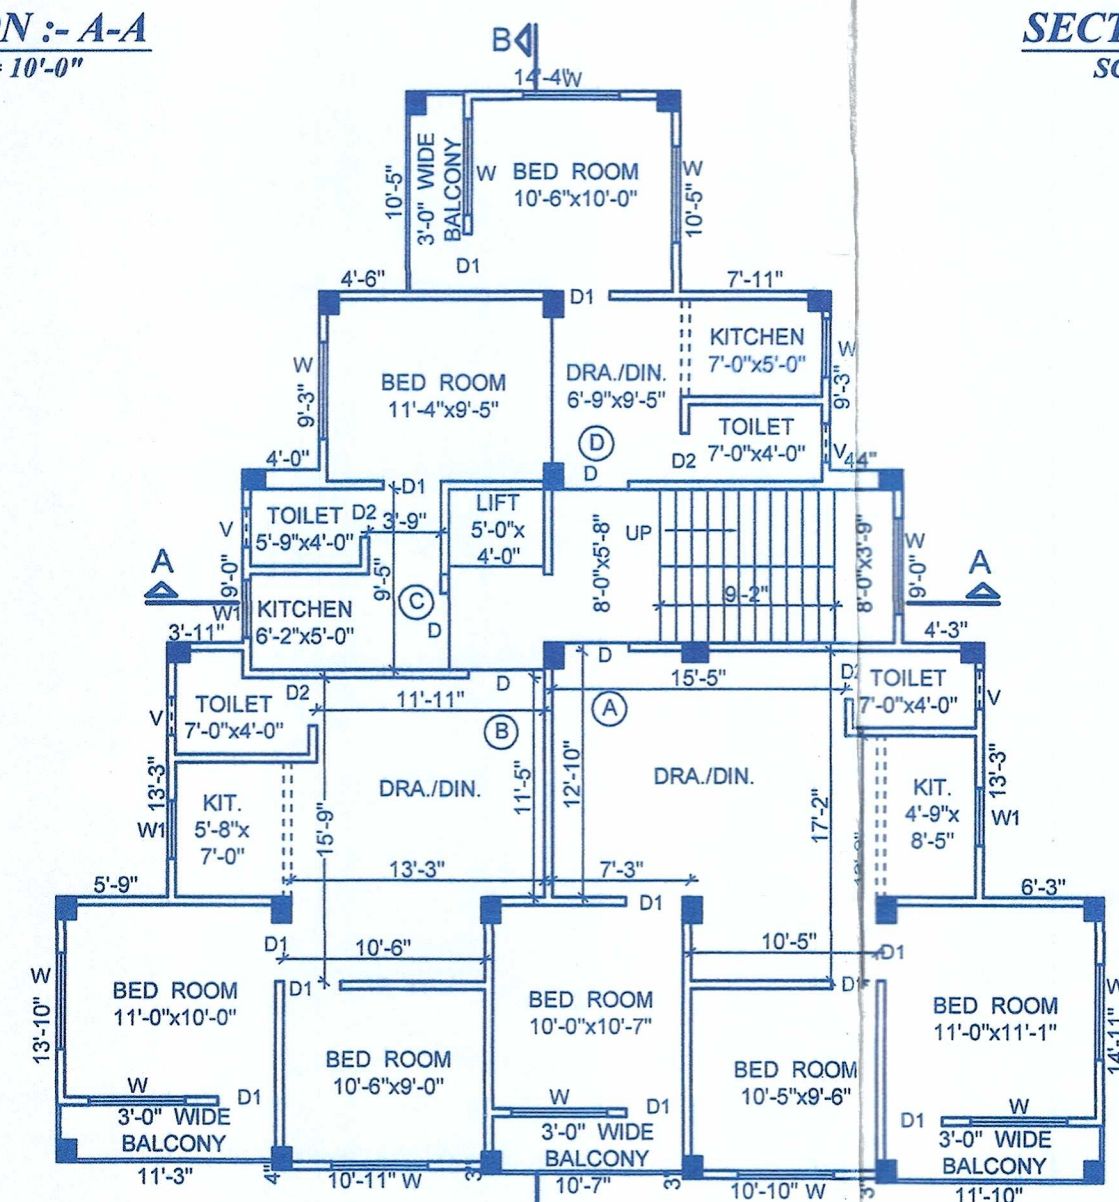 ON :- A-A
= 10'-0"
SECT
SC
B
14'-4"
W
3'-0" WIDE
BALCONY
10'-5"
W
BED ROOM
10'-6"x10'-0"
W
10'-5"
D1
4'-6"
D1
7'-11"
KITCHEN
7'-0"x5'-0"
W
9'-3"
BED ROOM
11'-4"x9'-5"
W
9'-3"
DRA./DIN.
6'-9"x9'-5"
TOILET
7'-0"x4'-0"
V
D
D2
D
4'-0"
D1
TOILET
5'-9"x4'-0"
D2
3'-9"
V
LIFT
5'-0"x
4'-0"
8'-0"x5'-8"
UP
9'-2"
8'-0"x3'-9"
W
9'-0"
A
A
9'-0"
W1
KITCHEN
6'-2"x5'-0"
9'-5"
C
D
3'-11"
4'-3"
TOILET
7'-0"x4'-0"
D2
V
11'-11"
D
B
D
A
15'-5"
TOILET
7'-0"x4'-0"
V
13'-3"
W1
KIT.
5'-8"x
7'-0"
15'-9"
DRA./DIN.
11'-5"
12'-10"
DRA./DIN.
17'-2"
KIT.
4'-9"x
8'-5"
13'-3"
W1
5'-9"
13'-3"
7'-3"
D1
6'-3"
D1
10'-6"
10'-5"
D1
W
13'-10"
BED ROOM
11'-0"x10'-0"
D1
BED ROOM
10'-6"x9'-0"
BED ROOM
10'-0"x10'-7"
BED ROOM
10'-5"x9'-6"
D1
BED ROOM
11'-0"x11'-1"
W
14'-11"
W
D1
3'-0" WIDE
BALCONY
W
D1
3'-0" WIDE
BALCONY
D1
W
3'-0" WIDE
BALCONY
11'-3"
4"
10'-11" W
3"
10'-7"
3"
10'-10" W
3"
11'-10"